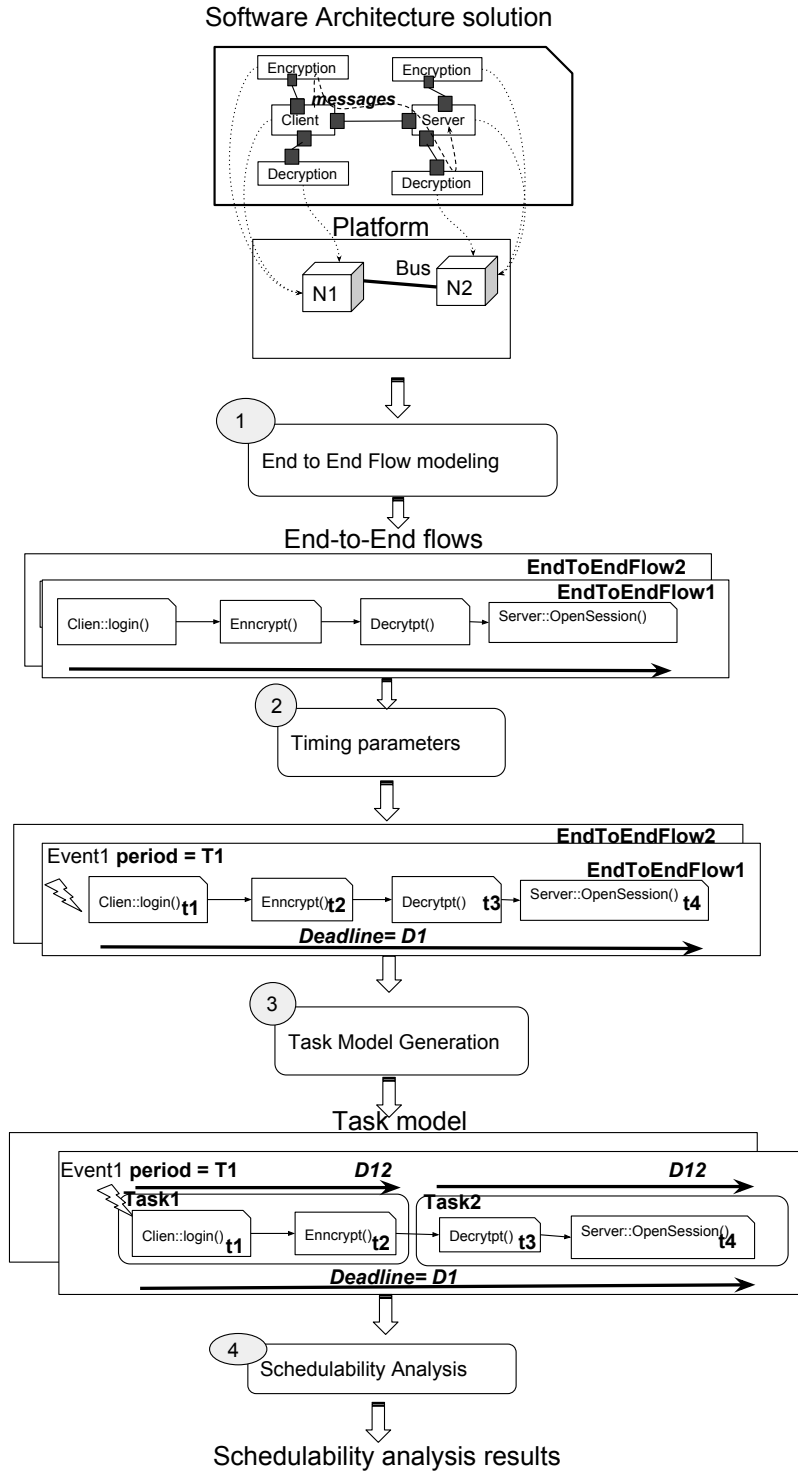 Software Architecture solution
Encryption
Encryption
messages
Client
Server
Decryption
Decryption
Platform
Bus
N1
N2
1
End to End Flow modeling
End-to-End flows
EndToEndFlow2
EndToEndFlow1
Clien::login()
Enncrypt()
Decrytpt()
Server::OpenSession()
2
Timing parameters
EndToEndFlow2
Event1 period = T1
EndToEndFlow1
Clien::login() t1
Enncrypt() t2
Decrytpt() t3
Server::OpenSession() t4
Deadline= D1
3
Task Model Generation
Task model
Event1 period = T1
D12
D12
Task1
Task2
Clien::login() t1
Enncrypt() t2
Decrytpt() t3
Server::OpenSession() t4
Deadline= D1
4
Schedulability Analysis
Schedulability analysis results